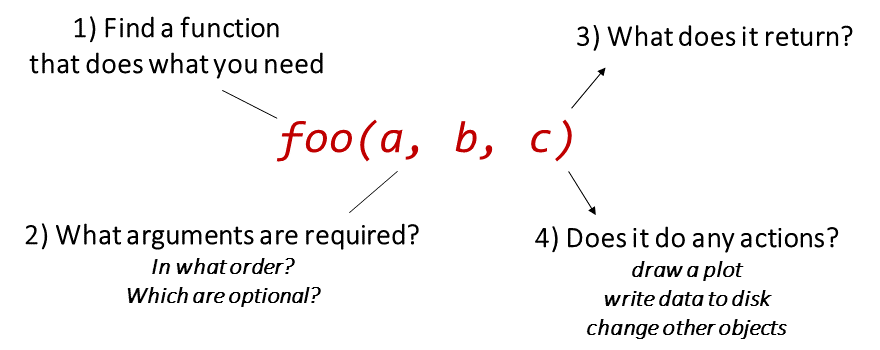 1) Find a function
that does what you need
3) What does it return?
foo(a, b, c)
2) What arguments are required?
In what order?
Which are optional?
4) Does it do any actions?
draw a plot
write data to disk
change other objects